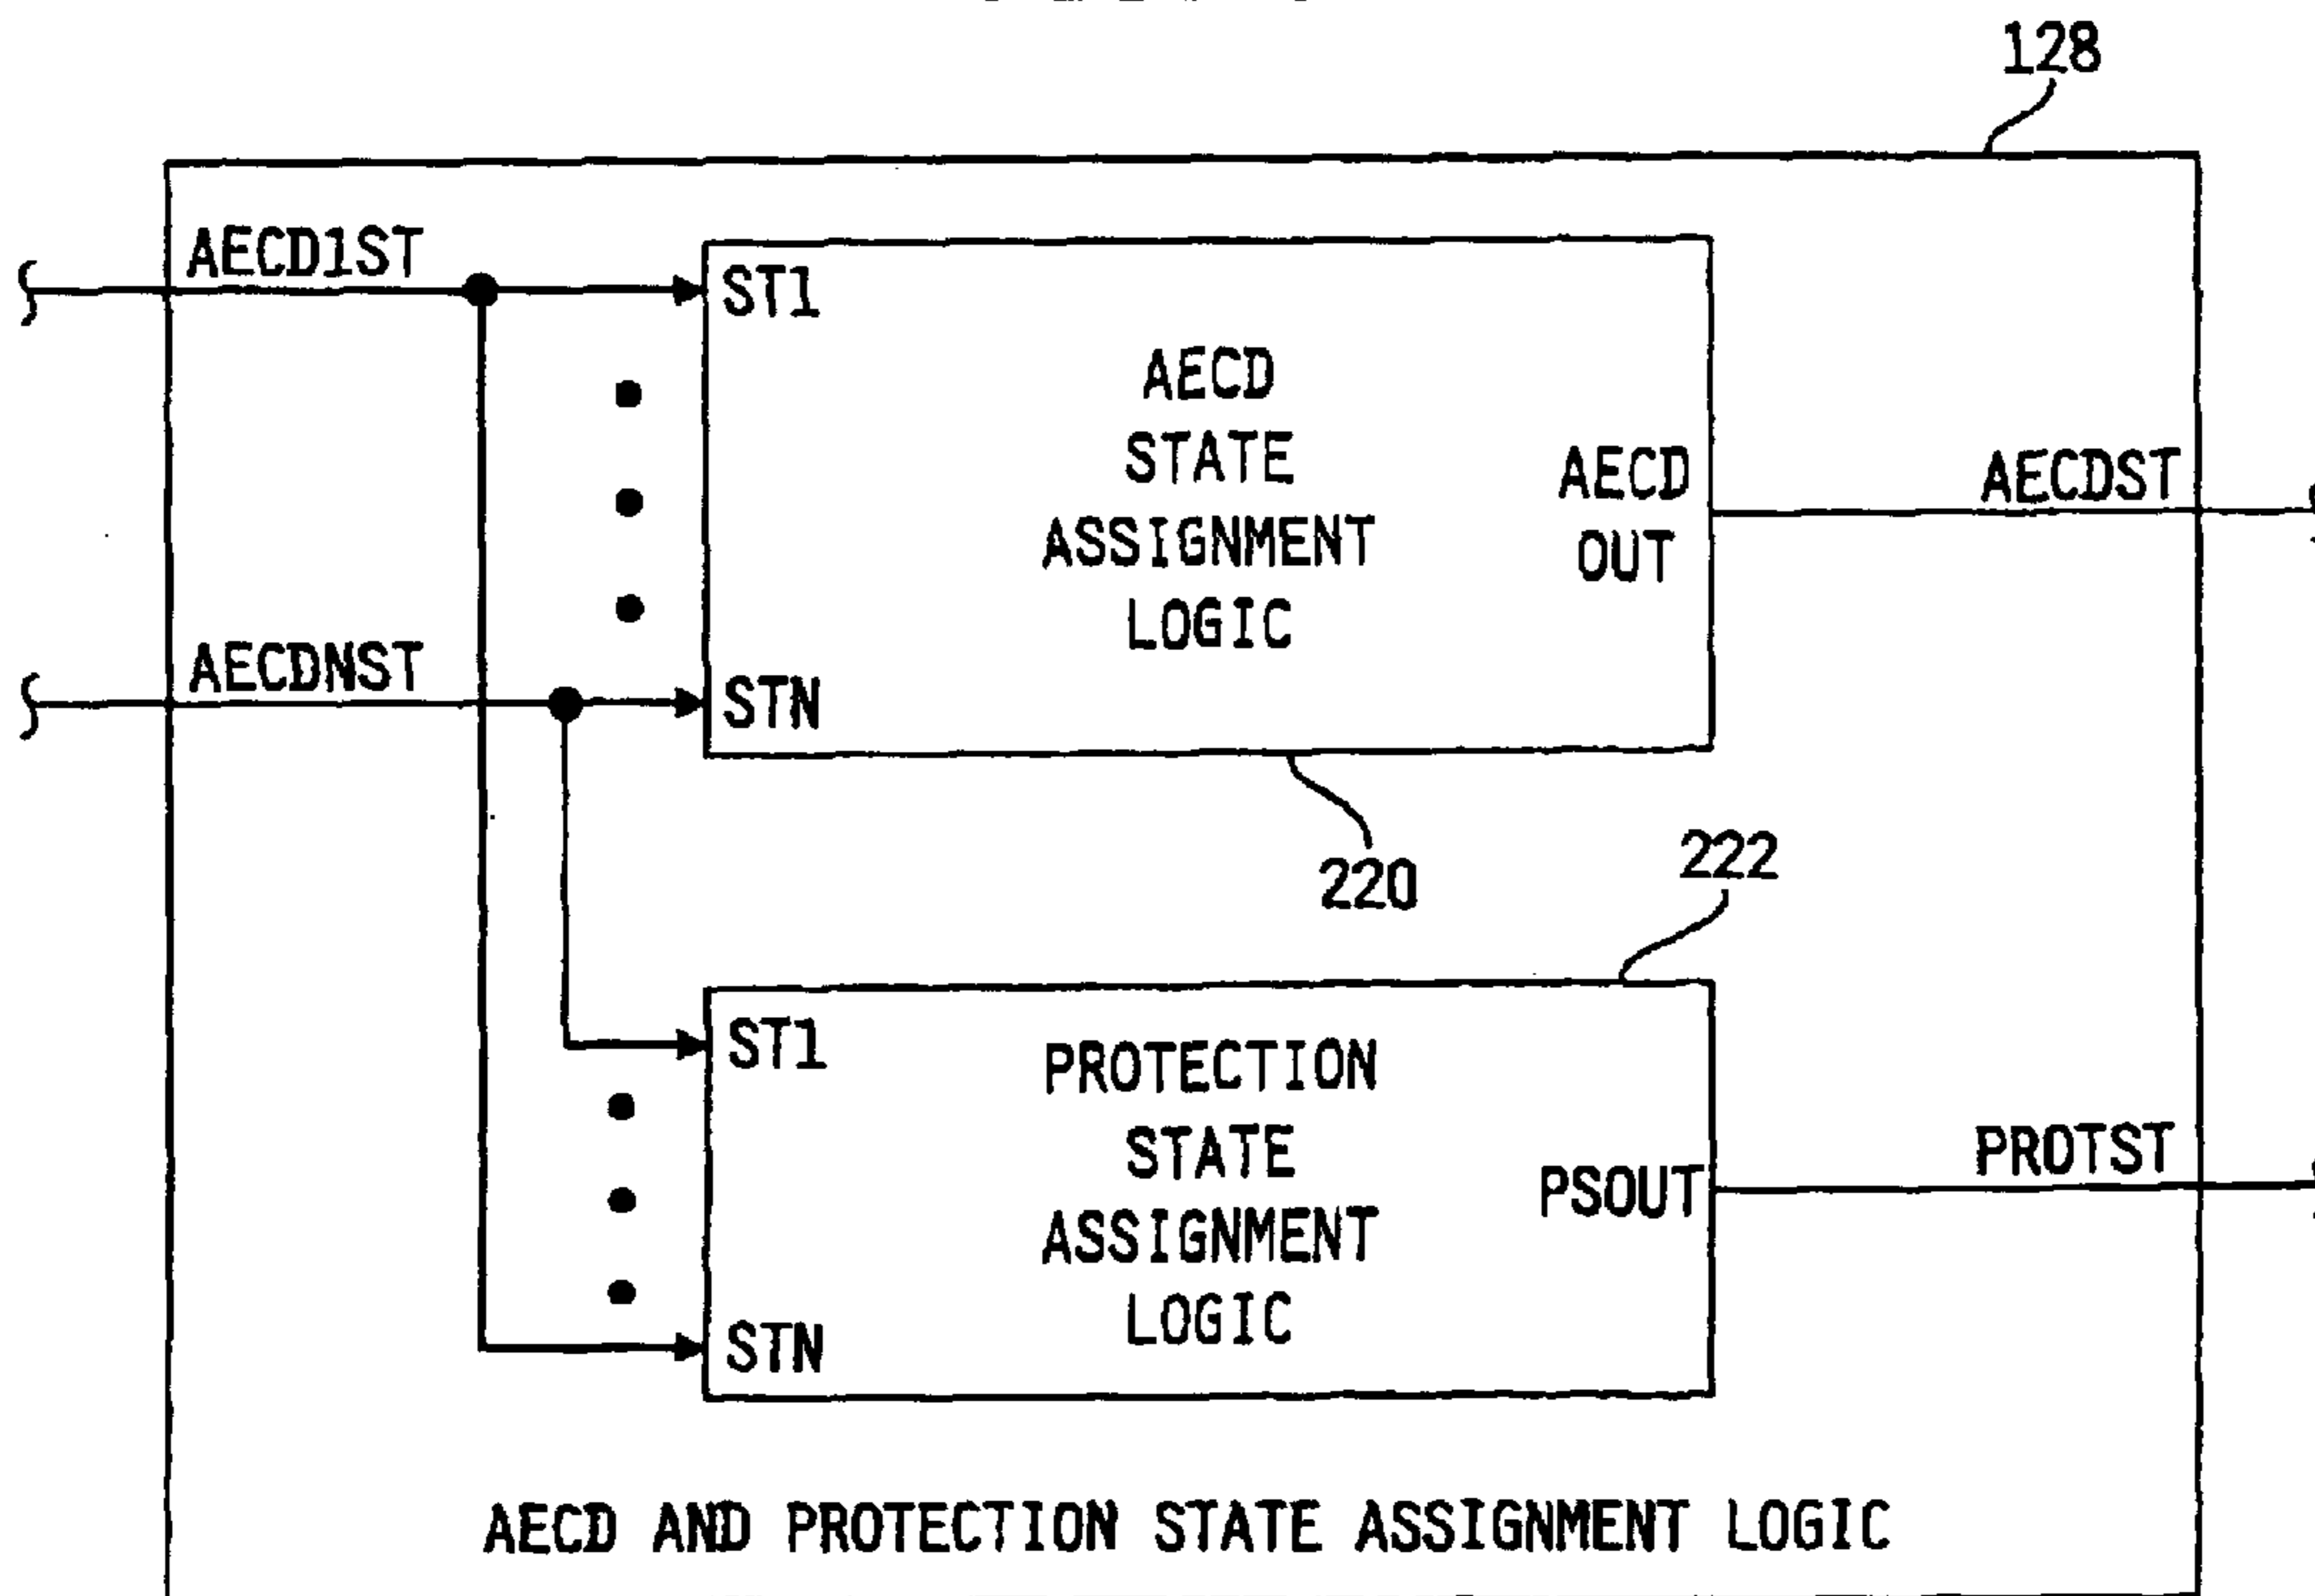 128
AECD1ST
ST1
AECD
STATE
ASSIGNMENT
LOGIC
AECD
OUT
AECDST
AECDNST
STN
220
222
ST1
PROTECTION
STATE
ASSIGNMENT
LOGIC
PSOUT
PROTST
STN
AECD AND PROTECTION STATE ASSIGNMENT LOGIC